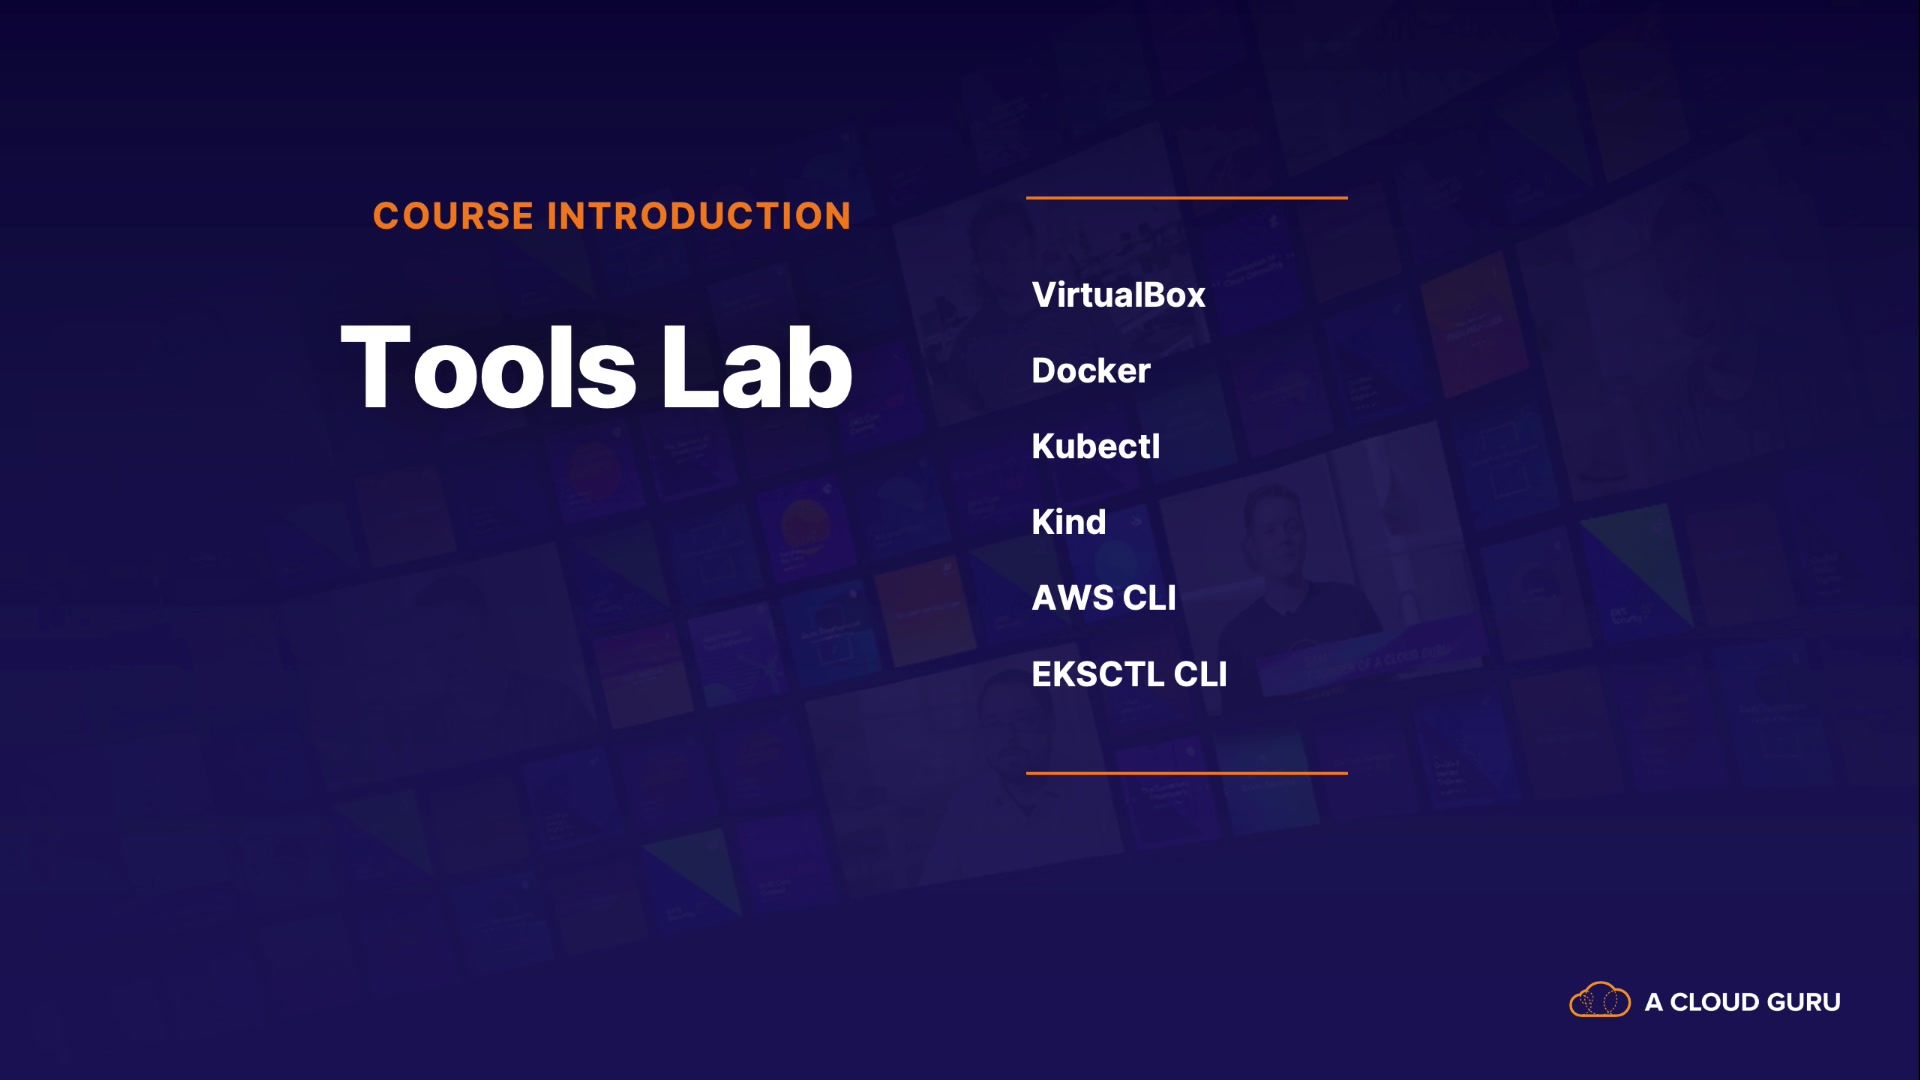 COURSE INTRODUCTION
Tools Lab
VirtualBox
Docker
Kubectl
Kind
AWS CLI
EKSCTL CLI
A CLOUD GURU